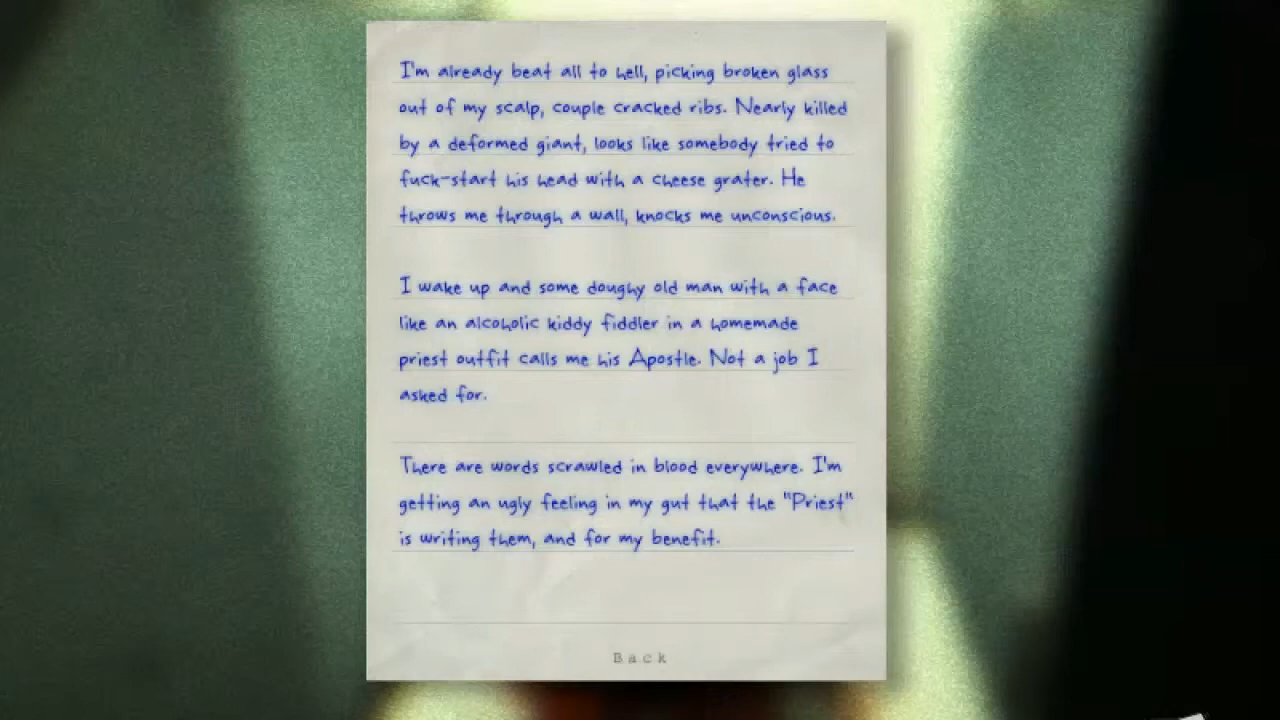 I'm already beat all to hell, picking broken glass
out of my scalp, couple cracked ribs. Nearly killed
by a deformed giant, looks like somebody tried to
fuck-start his head with a cheese grater. He
throws me through a wall, knocks me unconscious.
I wake up and some doughy old man with a face
like an alcoholic kiddy fiddler in a homemade
priest outfit calls me his Apostle. Not a job I
asked for.
There are words scrawled in blood everywhere. I'm
getting an ugly feeling in my gut that the "Priest"
is writing them, and for my benefit.
Back